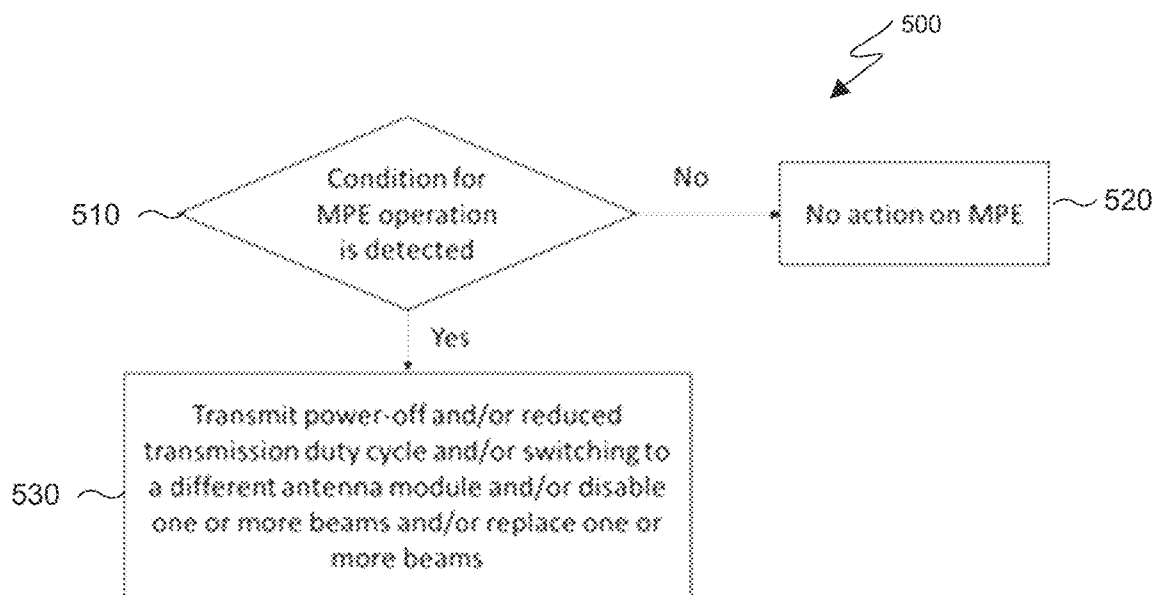 500
Condition for
MPE operation
is detected
510
No
No action on MPE
520
Yes
Transmit power-off and/or reduced
transmission duty cycle and/or switching to
a different antenna module and/or disable
one or more beams and/or replace one or
more beams
530